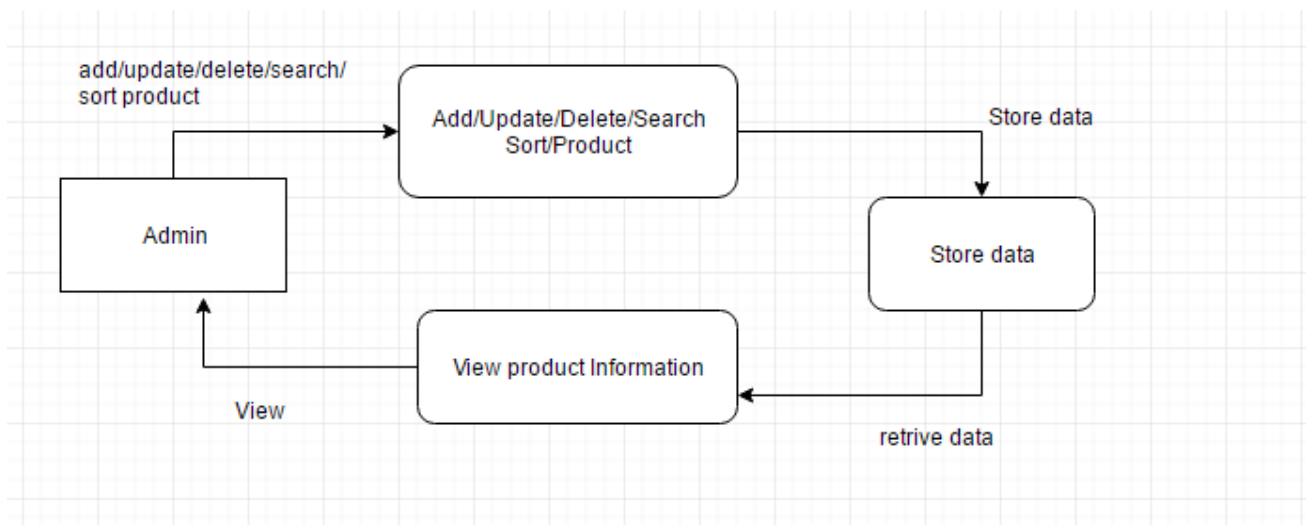 add/update/delete/search/
sort product
Add/Update/Delete/Search
Sort/Product
Store data
Admin
Store data
View product Information
View
retrive data